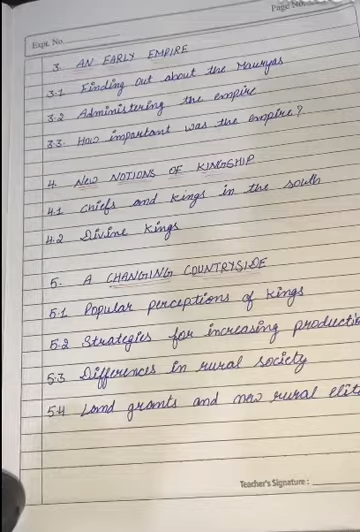 Page No.
Expt. No.
3. AN EARLY EMPIRE
3.1 Finding out about the Mauryas
3.2 Administering the empire
3.3. How important was the empire?
4. NEW NOTIONS OF KINGSHIP
4.1 Chiefs and kings in the south
4.2 Divine kings
5. A CHANGING COUNTRYSIDE
5.1 Popular perceptions of kings
5.2 Strategies for increasing productio
5.3 Differences in rural society
5.4 Land grants and new rural elit
Teacher's Signature :